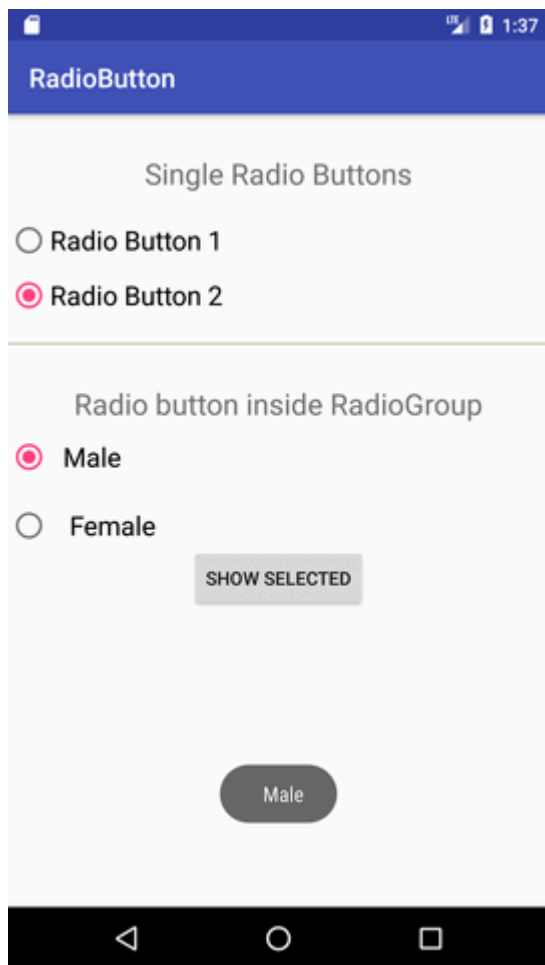 LTE 1:37
RadioButton
Single Radio Buttons
Radio Button 1
Radio Button 2
Radio button inside RadioGroup
Male
Female
SHOW SELECTED
Male